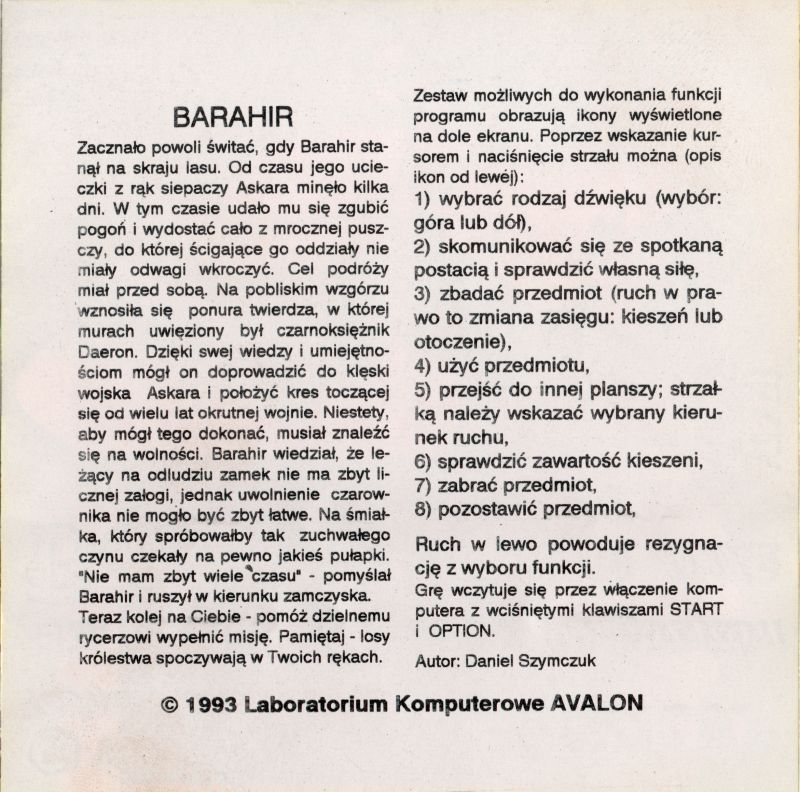 BARAHIR
Zacznało powoli świtać, gdy Barahir sta-
nął na skraju lasu. Od czasu jego ucie-
czki z rąk siepaczy Askara minęło kilka
dni. W tym czasie udało mu się zgubić
pogoń i wydostać cało z mrocznej pusz-
czy, do której ścigające go oddziały nie
miały odwagi wkroczyć. Cel podróży
miał przed sobą. Na pobliskim wzgórzu
wznosiła się ponura twierdza, w której
murach uwięziony był czarnoksiężnik
Daeron. Dzięki swej wiedzy i umiejętno-
ściom mógł on doprowadzić do klęski
wojska Askara i położyć kres toczącej
się od wielu lat okrutnej wojnie. Niestety,
aby mógł tego dokonać, musiał znaleźć
się na wolności. Barahir wiedział, że le-
żący na odludziu zamek nie ma zbyt li-
cznej załogi, jednak uwolnienie czarow-
nika nie mogło być zbyt łatwe. Na śmiał-
ka, który spróbowałby tak zuchwałego
czynu czekały na pewno jakieś pułapki.
"Nie mam zbyt wiele czasu" - pomyślał
Barahir i ruszył w kierunku zamczyska.
Teraz kolej na Ciebie - pomóż dzielnemu
rycerzowi wypełnić misję. Pamiętaj - losy
królestwa spoczywają w Twoich rękach.
Zestaw możliwych do wykonania funkcji
programu obrazują ikony wyświetlone
na dole ekranu. Poprzez wskazanie kur-
sorem i naciśnięcie strzału można (opis
ikon od lewéj):
1) wybrać rodzaj dźwięku (wybór:
góra lub dół),
2) skomunikować się ze spotkaną
postacią i sprawdzić własną siłę,
3) zbadać przedmiot (ruch w pra-
wo to zmiana zasięgu: kieszeń lub
otoczenie),
4) użyć przedmiotu,
5) przejść do innej planszy; strzał-
ką należy wskazać wybrany kieru-
nek ruchu,
6) sprawdzić zawartość kieszeni,
7) zabrać przedmiot,
8) pozostawić przedmiot,
Ruch w lewo powoduje rezygna-
cję z wyboru funkcji.
Grę wczytuje się przez włączenie kom-
putera z wciśniętymi klawiszami START
i OPTION.
Autor: Daniel Szymczuk
© 1993 Laboratorium Komputerowe AVALON